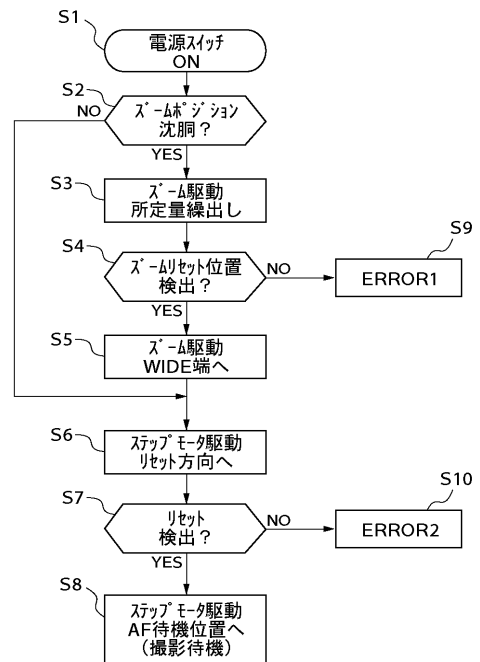 S1
電源スイッチ
ON
S2
NO
ズームポジション
沈胴？
YES
S3
ズーム駆動
所定量繰出し
S4
ズームリセット位置
検出？
NO
S9
ERROR1
YES
S5
ズーム駆動
WIDE端へ
S6
ステップモータ駆動
リセット方向へ
S7
リセット
検出？
NO
S10
ERROR2
YES
S8
ステップモータ駆動
AF待機位置へ
（撮影待機）